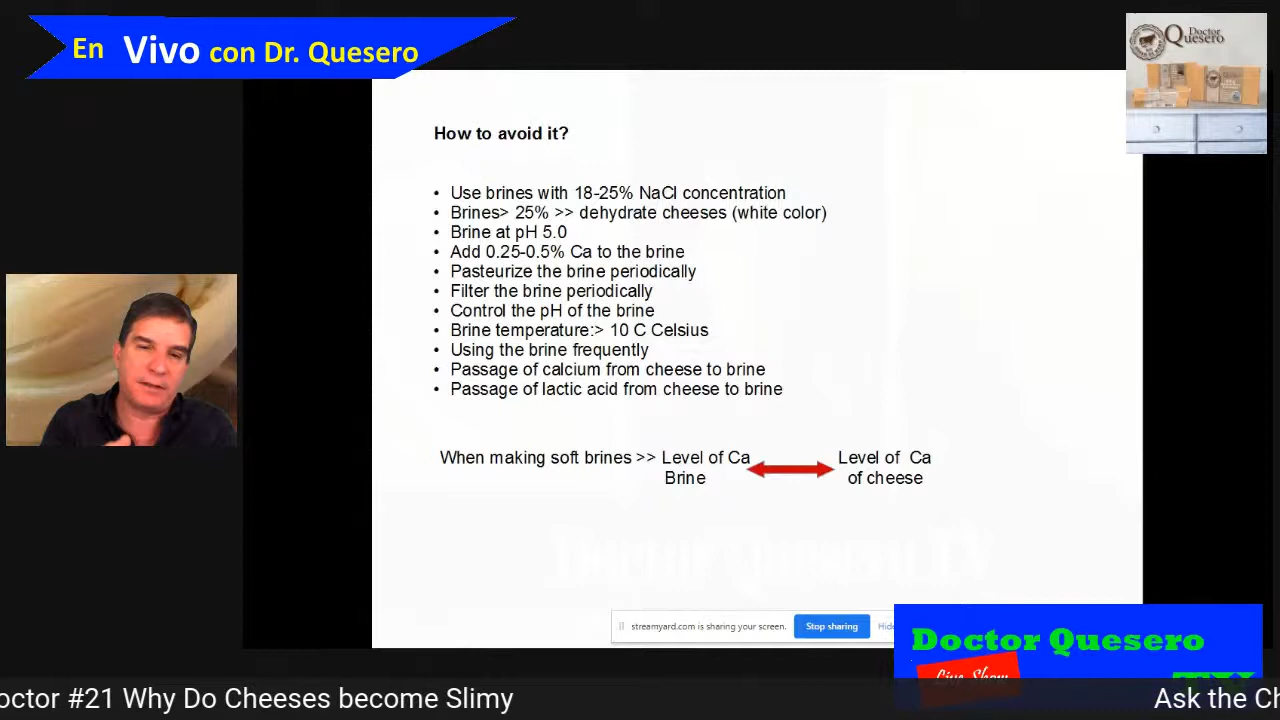 En Vivo con Dr. Quesero
Doctor
Quesero
How to avoid it?
• Use brines with 18-25% NaCl concentration
• Brines> 25% >> dehydrate cheeses (white color)
• Brine at pH 5.0
• Add 0.25-0.5% Ca to the brine
• Pasteurize the brine periodically
• Filter the brine periodically
• Control the pH of the brine
• Brine temperature:> 10 C Celsius
• Using the brine frequently
• Passage of calcium from cheese to brine
• Passage of lactic acid from cheese to brine
When making soft brines >> Level of Ca Level of Ca
Brine of cheese
streamyard.com is sharing your screen. Stop sharing Hide
Doctor Quesero
Live Show
octor #21 Why Do Cheeses become Slimy
Ask the Ch